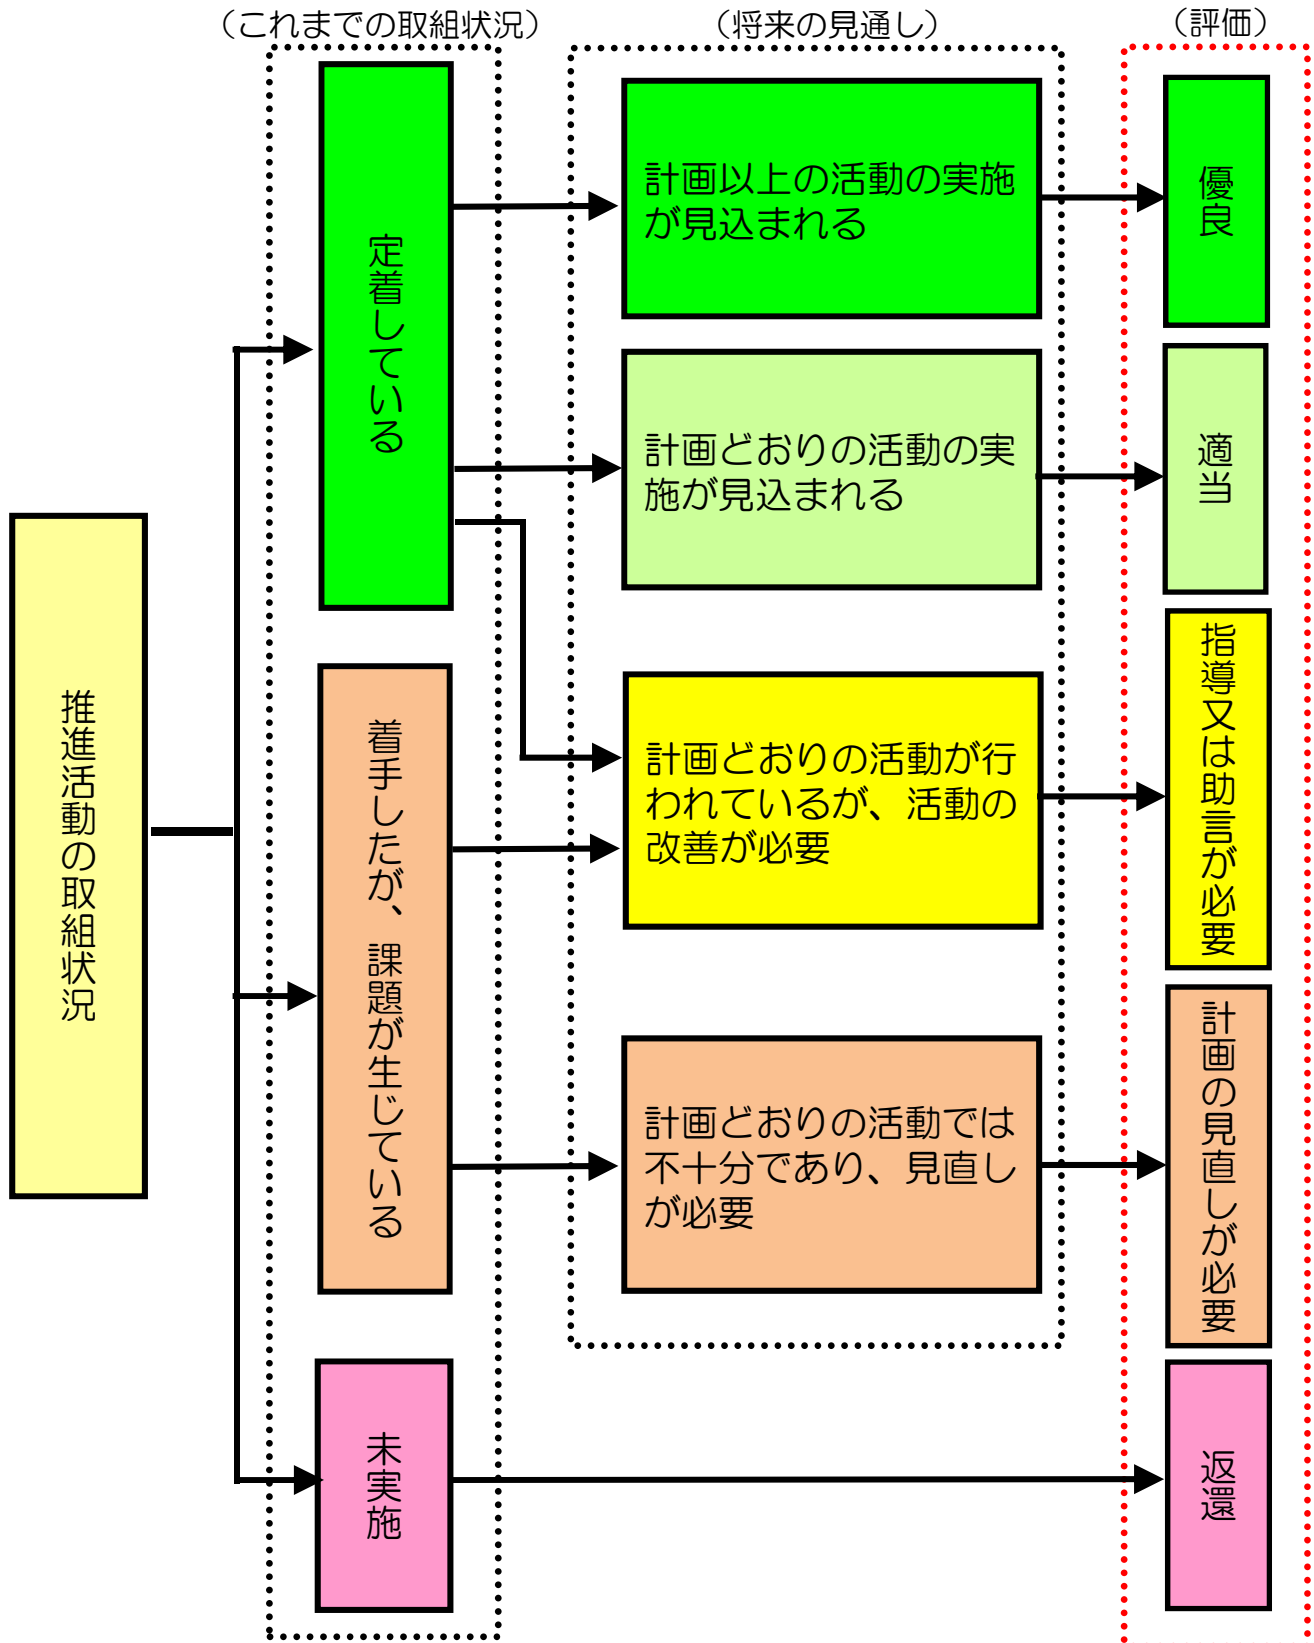 （これまでの取組状況）
（将来の見通し）
（評価）
推進活動の取組状況
定着している
着手したが、課題が生じている
未実施
計画以上の活動の実施
が見込まれる
計画どおりの活動の実
施が見込まれる
計画どおりの活動が行
われているが、活動の
改善が必要
計画どおりの活動では
不十分であり、見直し
が必要
優良
適当
指導又は助言が必要
計画の見直しが必要
返還